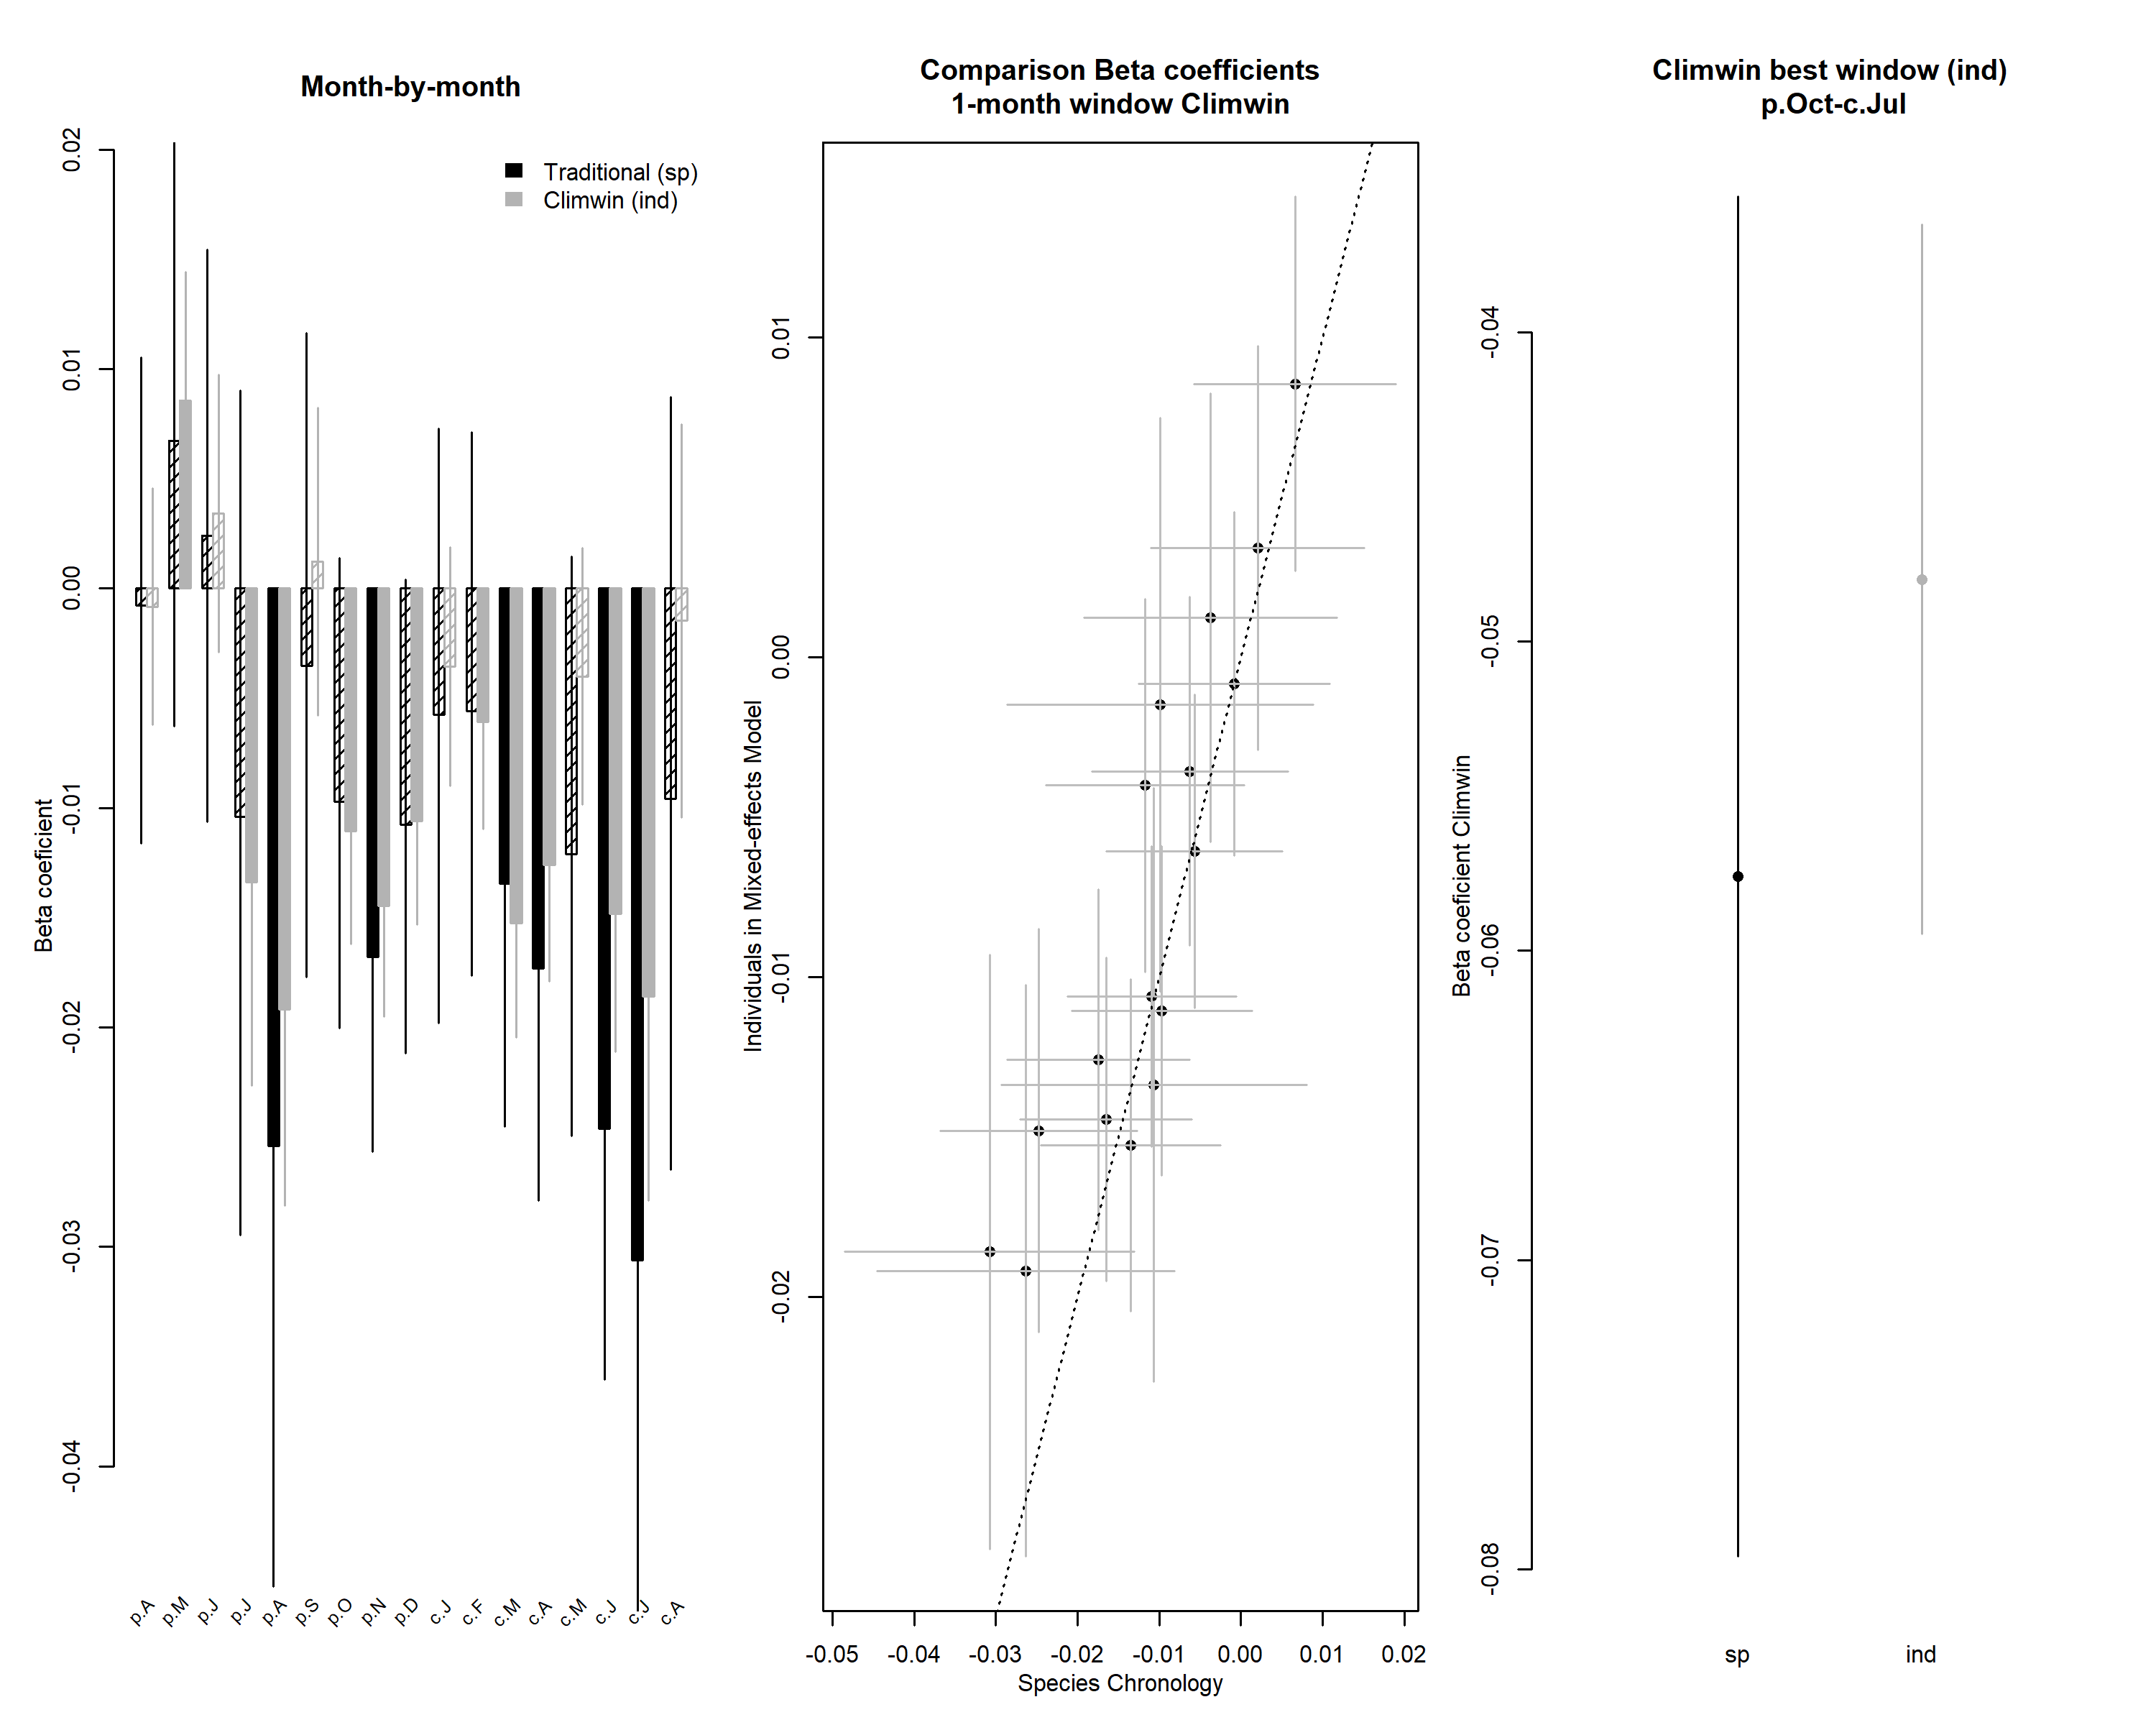 Month-by-month
Traditional (sp)
Climwin (ind)
Beta coeficient
0.02
0.01
0.00
-0.01
-0.02
-0.03
-0.04
p.A
p.M
p.J
p.J
p.A
p.S
p.O
p.N
p.D
c.J
c.F
c.M
c.A
c.M
c.J
c.J
c.A
Comparison Beta coefficients
1-month window Climwin
Individuals in Mixed-effects Model
0.01
0.00
-0.01
-0.02
-0.05
-0.04
-0.03
-0.02
-0.01
0.00
0.01
0.02
Species Chronology
Climwin best window (ind)
p.Oct-c.Jul
Beta coeficient Climwin
-0.04
-0.05
-0.06
-0.07
-0.08
sp
ind